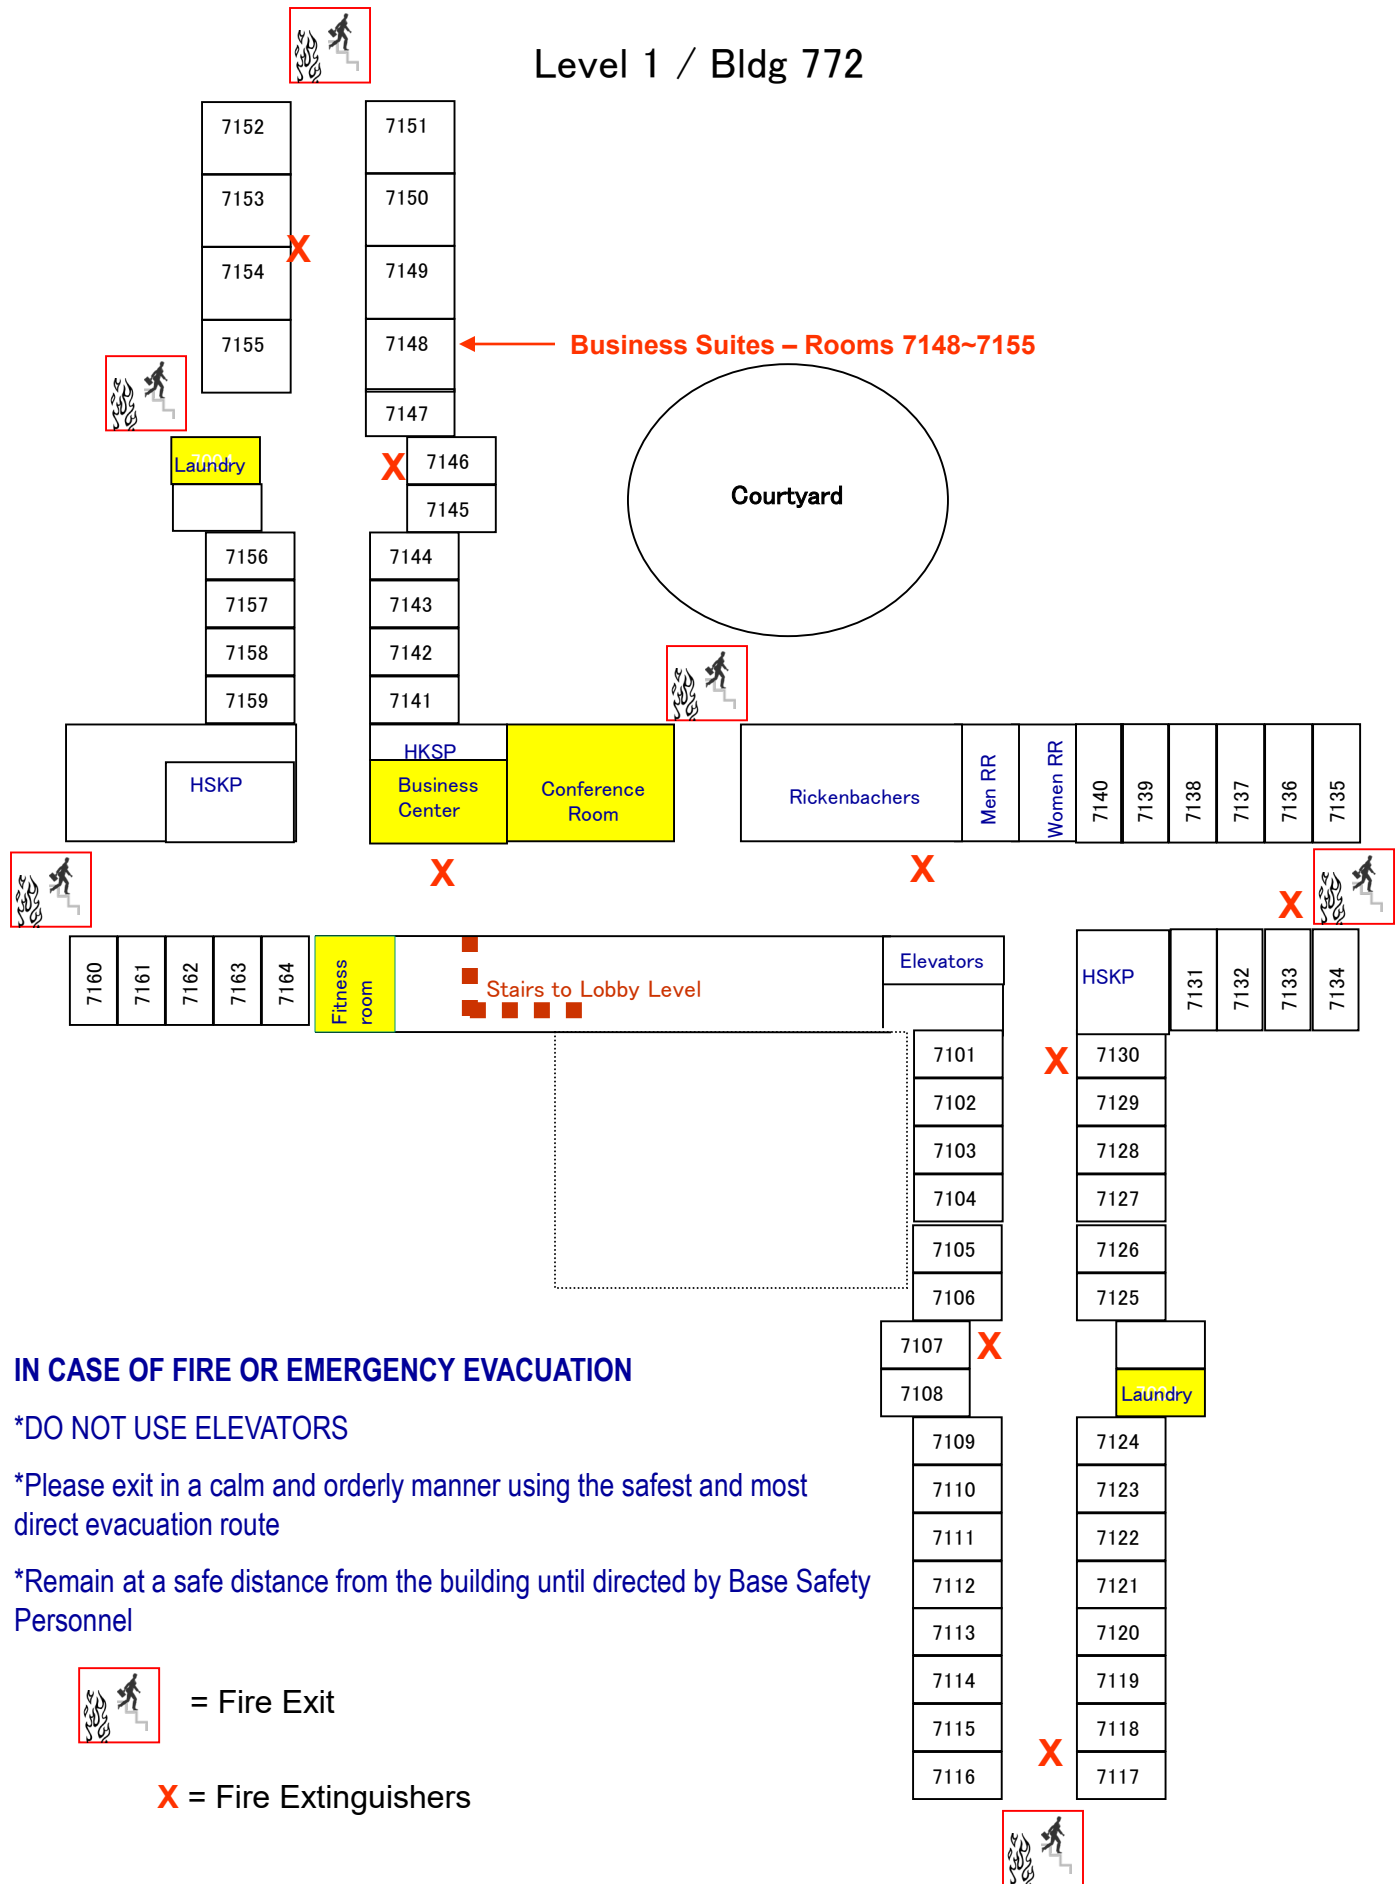 Level 1 / Bldg 772
7152
7151
7153
7150
X
7154
7149
7155
7148
Business Suites – Rooms 7148~7155
7147
Laundry
X
7146
7145
Courtyard
7156
7144
7157
7143
7158
7142
7159
7141
HKSP
HSKP
Business
Center
Conference
Room
Rickenbachers
Men RR
Women RR
7140
7139
7138
7137
7136
7135
X
X
X
7160
7161
7162
7163
7164
Fitness
room
Stairs to Lobby Level
Elevators
HSKP
7131
7132
7133
7134
7101
X
7130
7102
7129
7103
7128
7104
7127
7105
7126
7106
7125
7107
X
7108
Laundry
7109
7124
7110
7123
7111
7122
7112
7121
7113
7120
7114
7119
7115
X
7118
7116
7117
IN CASE OF FIRE OR EMERGENCY EVACUATION
*DO NOT USE ELEVATORS
*Please exit in a calm and orderly manner using the safest and most
direct evacuation route
*Remain at a safe distance from the building until directed by Base Safety
Personnel
= Fire Exit
X = Fire Extinguishers